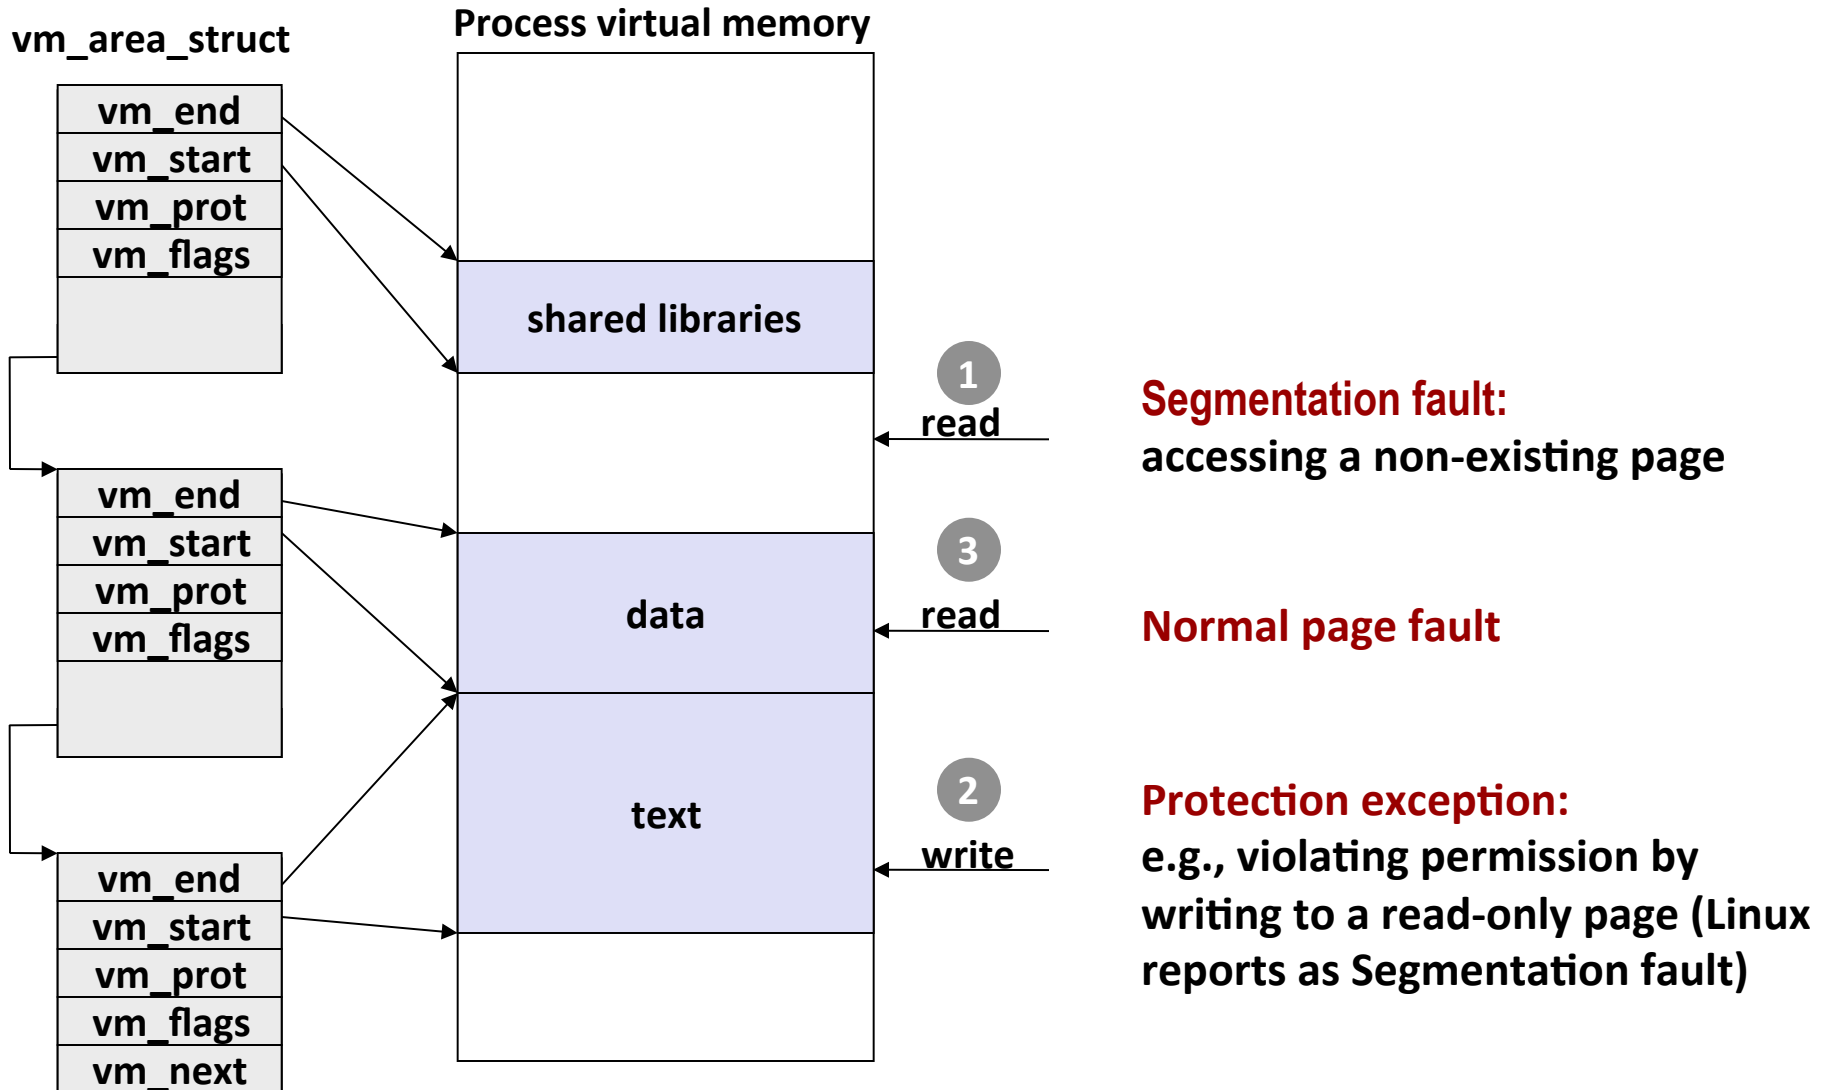 Process virtual memory
vm_area_struct
vm_end
vm_start
vm_prot
vm_flags
shared libraries
1
read
Segmentation fault:
accessing a non-existing page
vm_end
vm_start
vm_prot
vm_flags
data
3
read
Normal page fault
text
2
write
Protection exception:
e.g., violating permission by
writing to a read-only page (Linux
reports as Segmentation fault)
vm_end
vm_start
vm_prot
vm_flags
vm_next